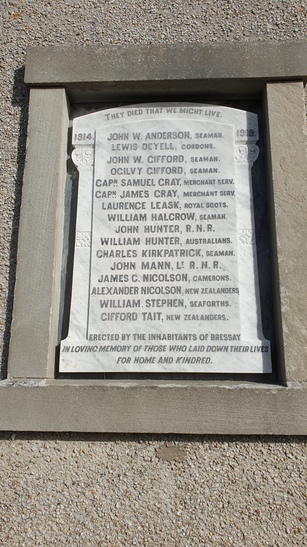 THEY DIED THAT WE MIGHT LIVE.
1914 1919
JOHN W. ANDERSON, SEAMAN.
LEWIS DEYELL, GORDONS.
JOHN W. GIFFORD, SEAMAN.
OGILVY GIFFORD, SEAMAN.
CAPN SAMUEL GRAY, MERCHANT SERV.
CAPN JAMES GRAY, MERCHANT SERV.
LAURENCE LEASK, ROYAL SCOTS.
WILLIAM HALCROW, SEAMAN.
JOHN HUNTER, R.N.R.
WILLIAM HUNTER, AUSTRALIANS.
CHARLES KIRKPATRICK, SEAMAN.
JOHN MANN, LT R.N.R.
JAMES G. NICOLSON, CAMERONS.
ALEXANDER NICOLSON, NEW ZEALANDERS
WILLIAM STEPHEN, SEAFORTHS.
GIFFORD TAIT, NEW ZEALANDERS.
ERECTED BY THE INHABITANTS OF BRESSAY
IN LOVING MEMORY OF THOSE WHO LAID DOWN THEIR LIVES
FOR HOME AND KINDRED.